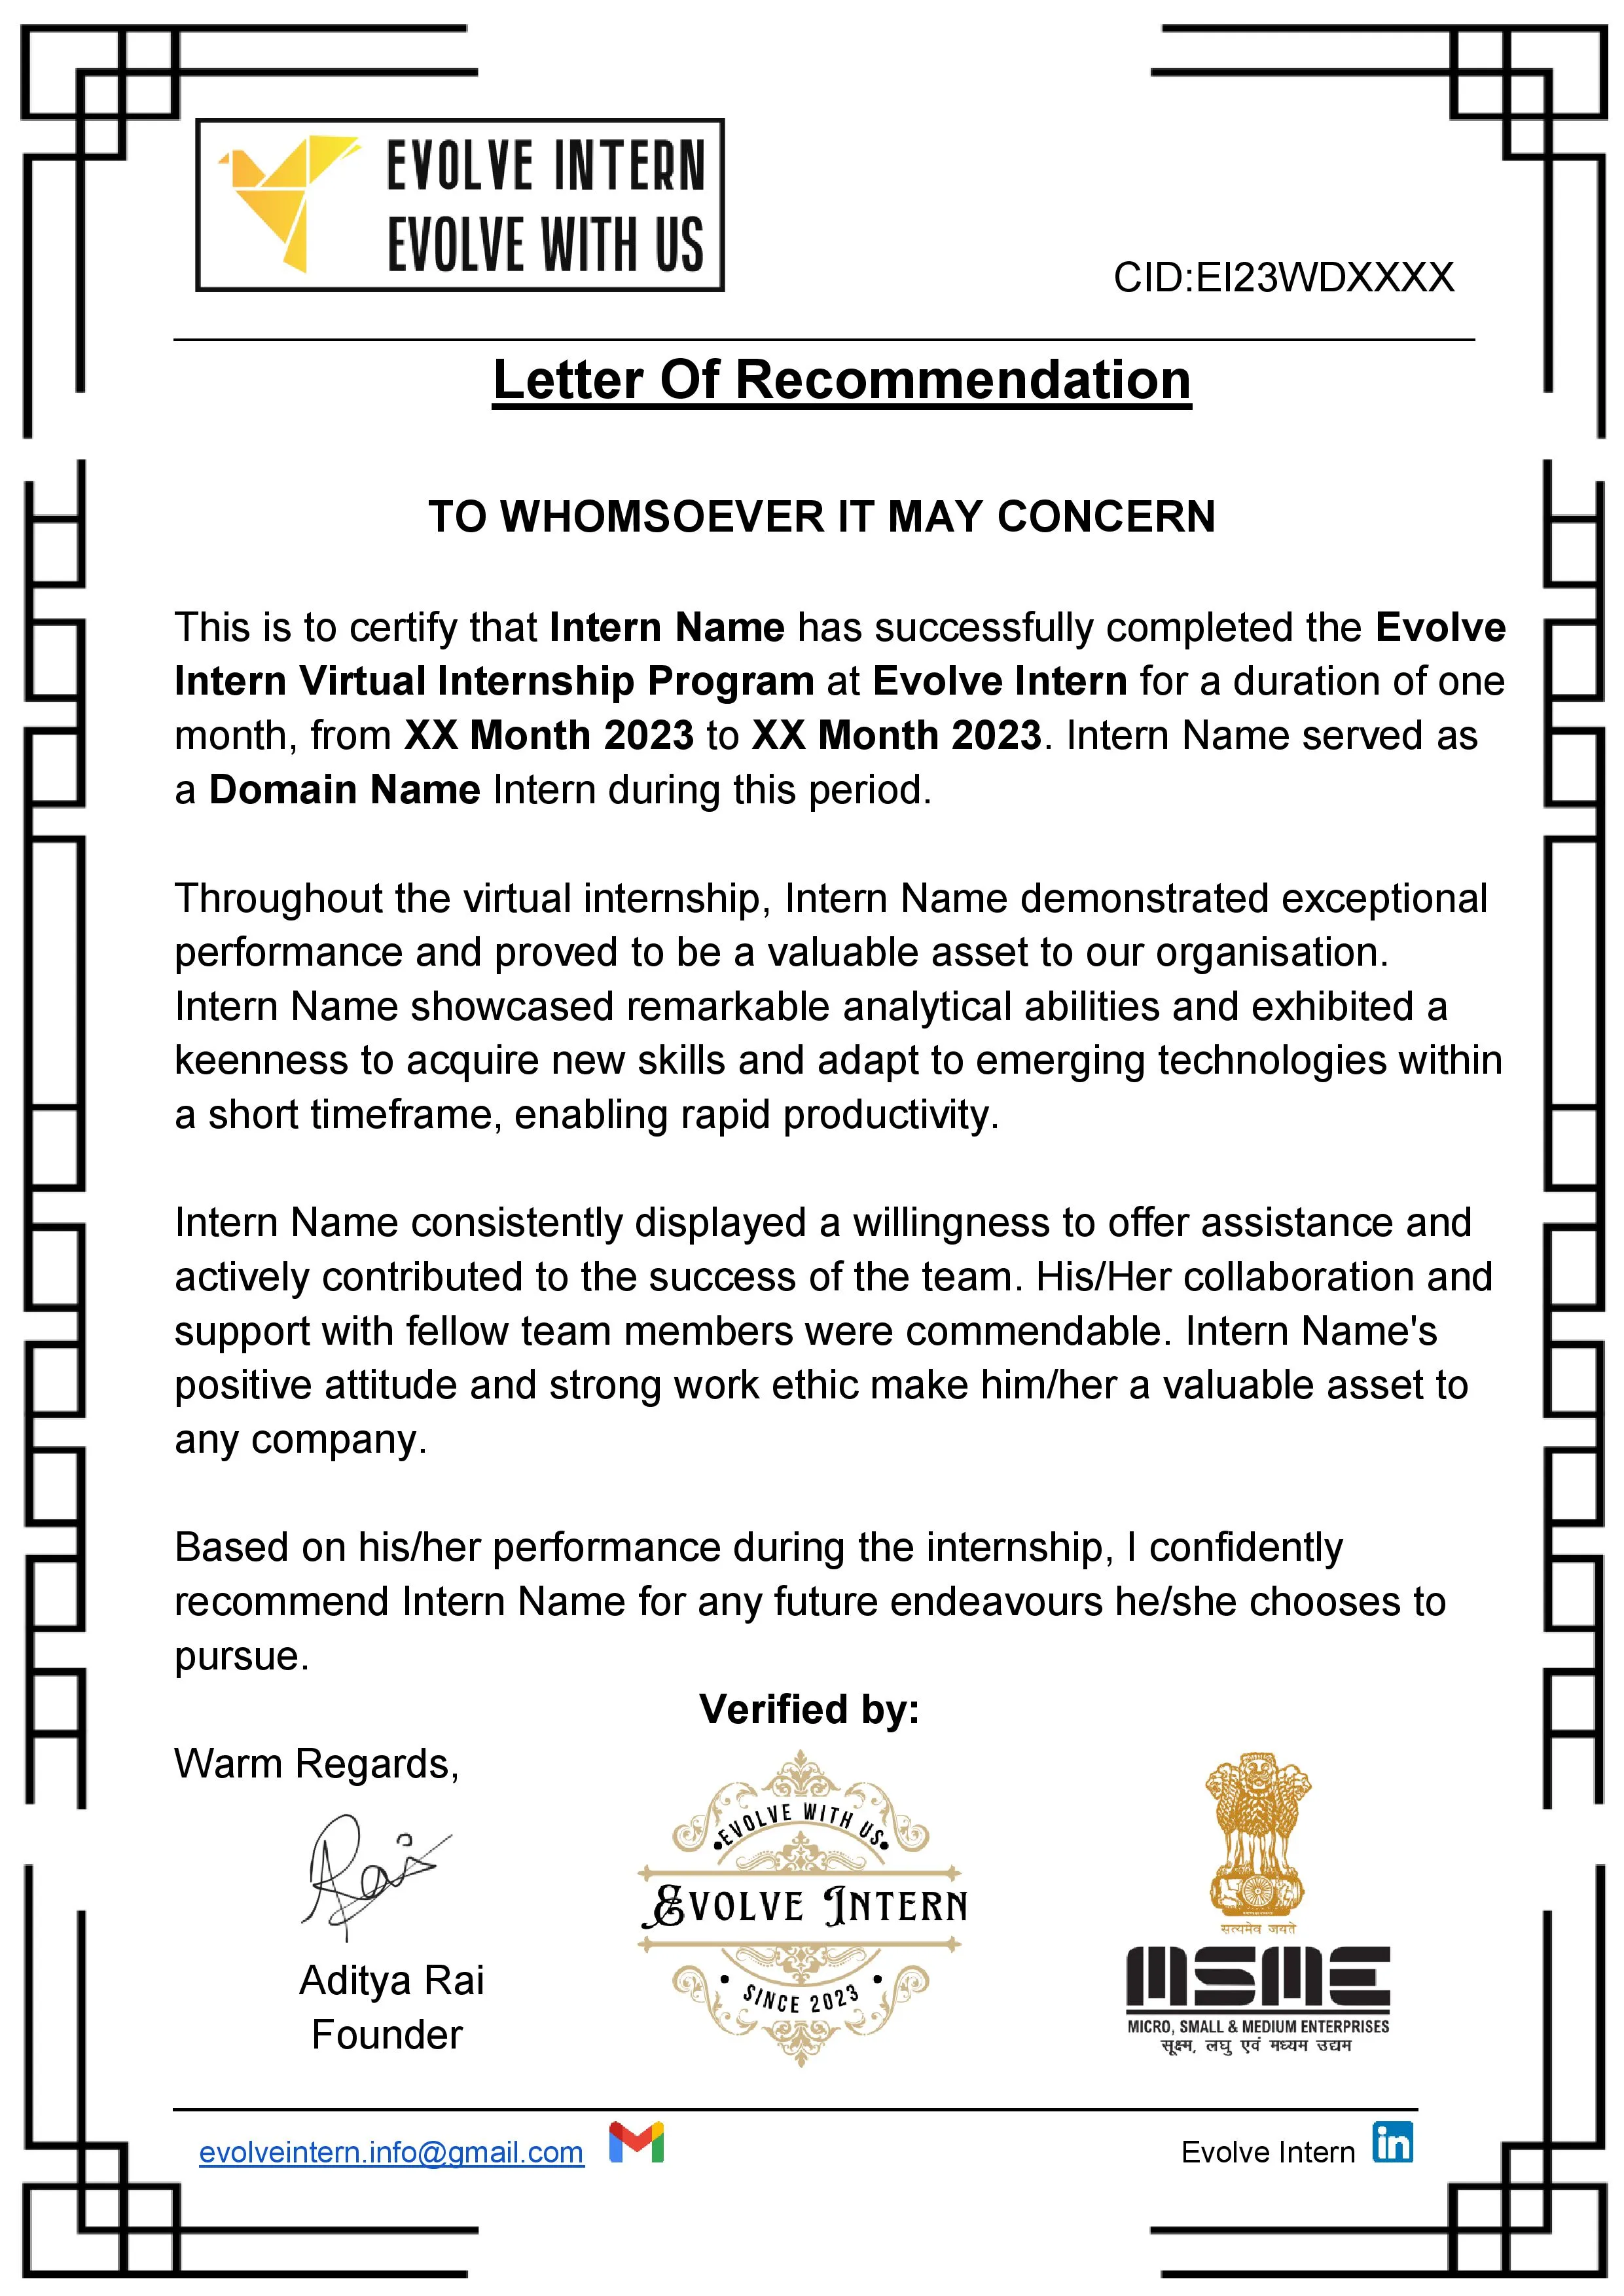 EVOLVE INTERN
EVOLVE WITH US
CID:EI23WDXXXX
Letter Of Recommendation
TO WHOMSOEVER IT MAY CONCERN
This is to certify that Intern Name has successfully completed the Evolve
Intern Virtual Internship Program at Evolve Intern for a duration of one
month, from XX Month 2023 to XX Month 2023. Intern Name served as
a Domain Name Intern during this period.
Throughout the virtual internship, Intern Name demonstrated exceptional
performance and proved to be a valuable asset to our organisation.
Intern Name showcased remarkable analytical abilities and exhibited a
keenness to acquire new skills and adapt to emerging technologies within
a short timeframe, enabling rapid productivity.
Intern Name consistently displayed a willingness to offer assistance and
actively contributed to the success of the team. His/Her collaboration and
support with fellow team members were commendable. Intern Name's
positive attitude and strong work ethic make him/her a valuable asset to
any company.
Based on his/her performance during the internship, I confidently
recommend Intern Name for any future endeavours he/she chooses to
pursue.
Verified by:
Warm Regards,
Rai
Aditya Rai
Founder
EVOLVE WITH US
EVOLVE INTERN
SINCE 2023
सत्यमेव जयते
MSME
MICRO, SMALL & MEDIUM ENTERPRISES
सूक्ष्म, लघु एवं मध्यम उद्यम
evolveintern.info@gmail.com
Evolve Intern in